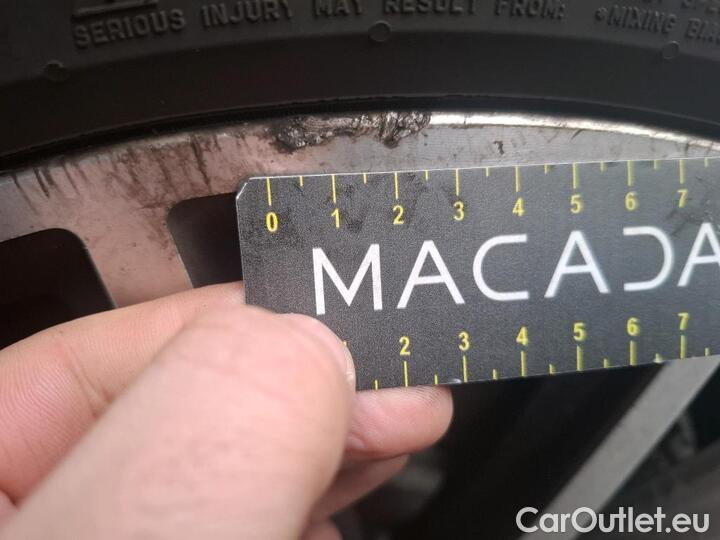 SERIOUS INJURY MAY RESULT FROM:
*MIXING
0 1 2 3 4 5 6 7
MACADA
2 3 4 5 6 7
CarOutlet.eu